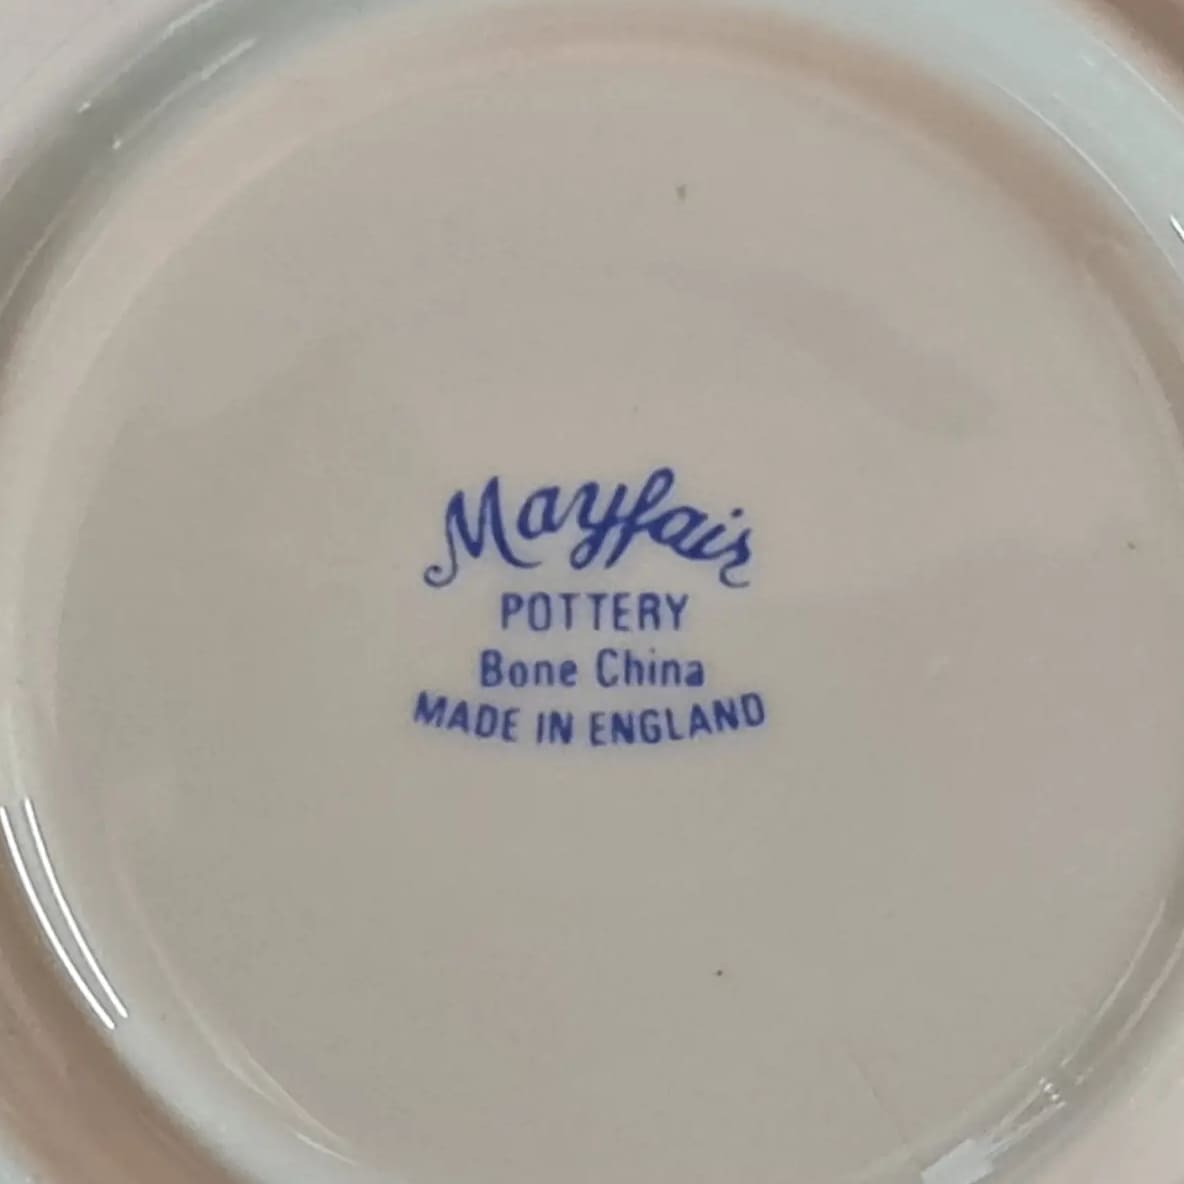 Mayfair
POTTERY
Bone China
MADE IN ENGLAND